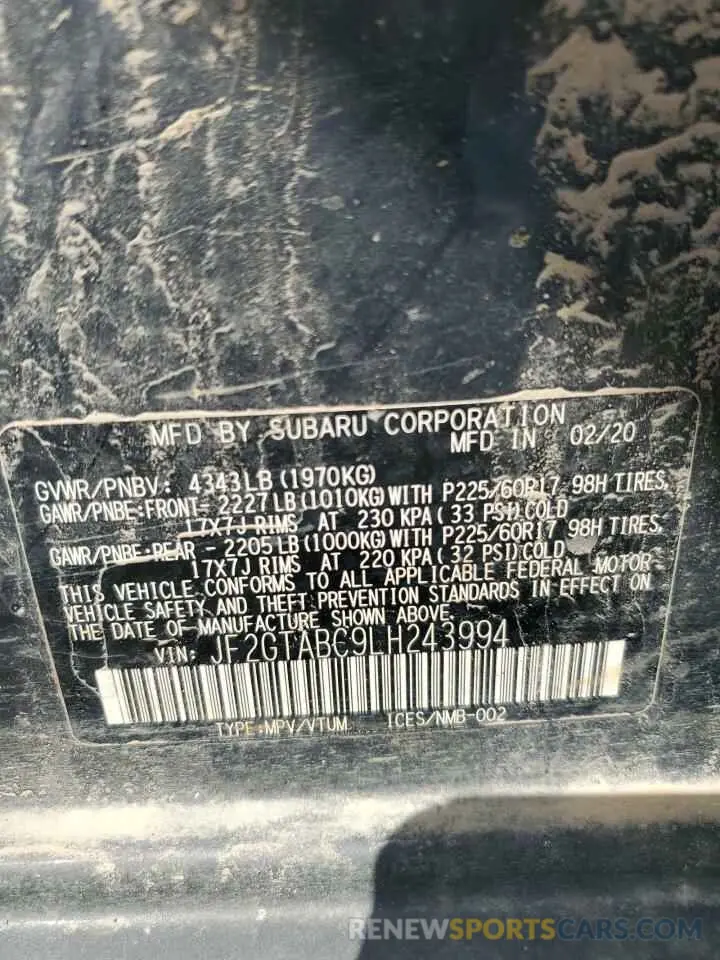 MFD BY SUBARU CORPORATION
MFD IN 02/20
GVWR/PNBV: 4343LB(1970KG)
GAWR/PNBE:FRONT- 2227LB(1010KG)WITH P225/60R17 98H TIRES,
17X7J RIMS AT 230 KPA(33 PSI)COLD
GAWR/PNBE:REAR - 2205LB(1000KG)WITH P225/60R17 98H TIRES,
17X7J RIMS AT 220 KPA(32 PSI)COLD
THIS VEHICLE CONFORMS TO ALL APPLICABLE FEDERAL MOTOR
VEHICLE SAFETY AND THEFT PREVENTION STANDARDS IN EFFECT ON
THE DATE OF MANUFACTURE SHOWN ABOVE.
VIN: JF2GTABC9LH243994
TYPE:MPV/VTUM ICES/NMB-002
RENEWSPORTSCARS.COM